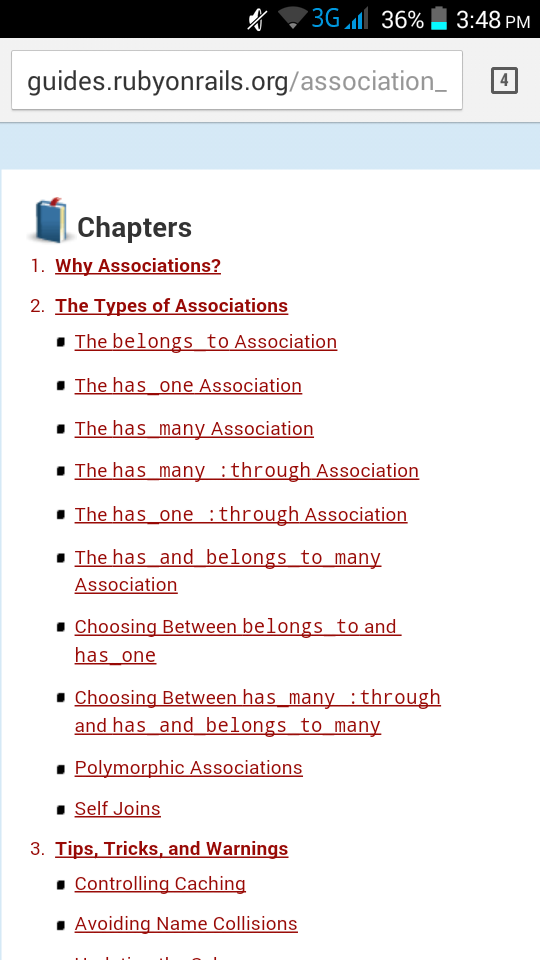 3G 36% 3:48 PM
guides.rubyonrails.org/association_
4
Chapters
1. Why Associations?
2. The Types of Associations
The belongs_to Association
The has_one Association
The has_many Association
The has_many :through Association
The has_one :through Association
The has_and_belongs_to_many
Association
Choosing Between belongs_to and
has_one
Choosing Between has_many :through
and has_and_belongs_to_many
Polymorphic Associations
Self Joins
3. Tips, Tricks, and Warnings
Controlling Caching
Avoiding Name Collisions